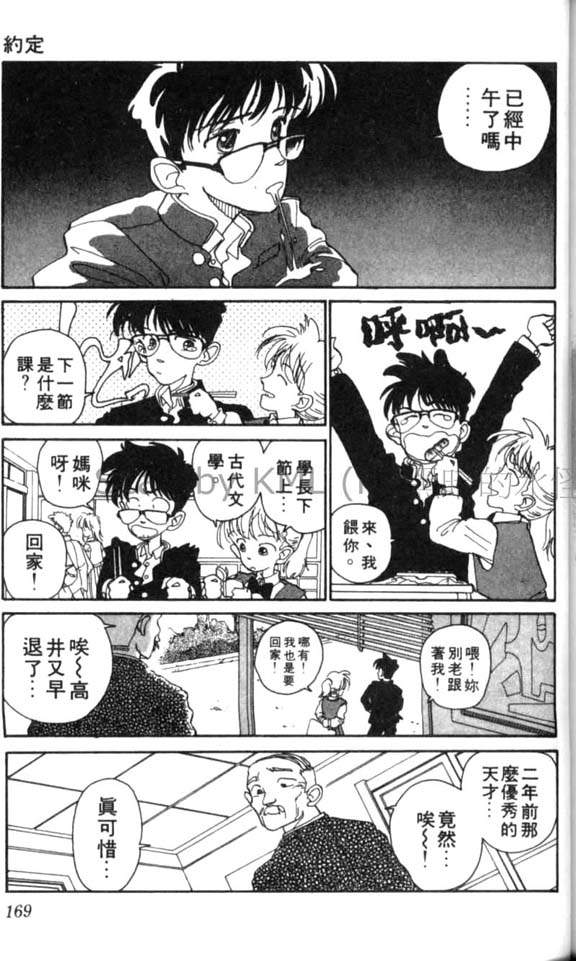 約定
已經中
午了嗎
……
呼啊～
來、我
餵你。
下一節
是什麼
課？
學長下
節上…
古代文
學
媽咪
呀！
回家！
喂！妳
別老跟
著我！
哪有！
我也是要
回家！
唉～高
井又早
退了…
二年前那
麼優秀的
天才…
竟然…
唉～！
真可惜…
169